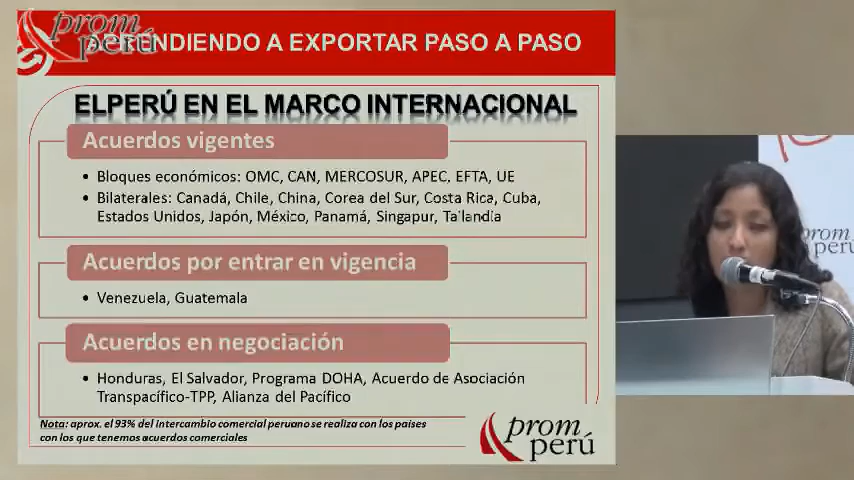 prom
perú
APRENDIENDO A EXPORTAR PASO A PASO
ELPERÚ EN EL MARCO INTERNACIONAL
Acuerdos vigentes
• Bloques económicos: OMC, CAN, MERCOSUR, APEC, EFTA, UE
• Bilaterales: Canadá, Chile, China, Corea del Sur, Costa Rica, Cuba,
Estados Unidos, Japón, México, Panamá, Singapur, Tailandia
Acuerdos por entrar en vigencia
• Venezuela, Guatemala
Acuerdos en negociación
• Honduras, El Salvador, Programa DOHA, Acuerdo de Asociación
Transpacífico-TPP, Alianza del Pacífico
Nota: aprox. el 93% del intercambio comercial peruano se realiza con los países
con los que tenemos acuerdos comerciales
prom
perú
prom
perú